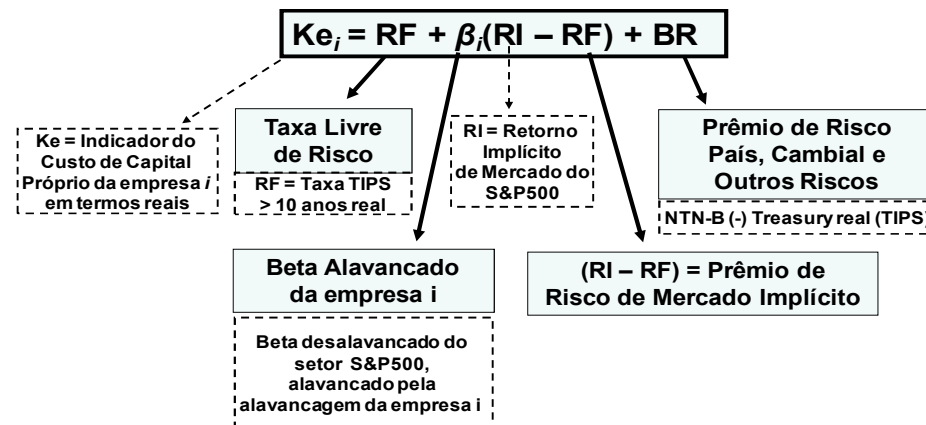 Ke𝑖 = RF + β𝑖(RI – RF) + BR
Ke = Indicador do
Custo de Capital
Próprio da empresa i
em termos reais
Taxa Livre
de Risco
RF = Taxa TIPS
> 10 anos real
RI = Retorno
Implícito
de Mercado do
S&P500
Prêmio de Risco
País, Cambial e
Outros Riscos
NTN-B (-) Treasury real (TIPS)
Beta Alavancado
da empresa i
Beta desalavancado do
setor S&P500,
alavancado pela
alavancagem da empresa i
(RI – RF) = Prêmio de
Risco de Mercado Implícito